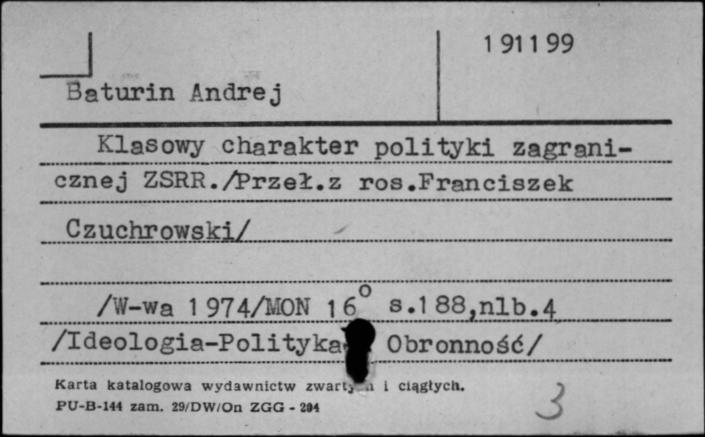 191199
Baturin Andrej
Klasowy charakter polityki zagrani-
cznej ZSRR./Przeł.z ros.Franciszek
Czuchrowski/
/W-wa 1974/MON 16° s.188,nlb.4
/Ideologia-Polityka Obronność/
Karta katalogowa wydawnictw zwartych i ciągłych.
PU-B-144 zam. 29/DW/On ZGG - 204
3